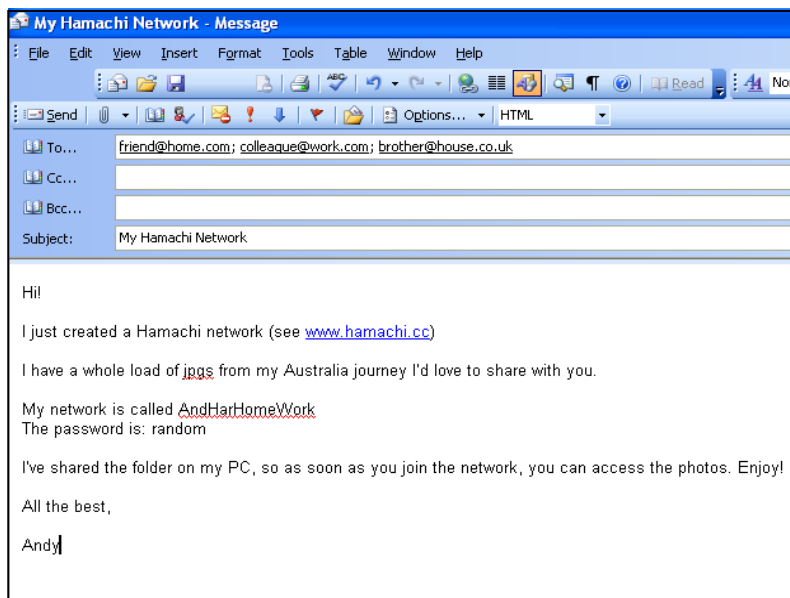 My Hamachi Network - Message
File Edit View Insert Format Tools Table Window Help
ABC ¶ Read A4 No
Send Options... HTML
To... friend@home.com; colleaque@work.com; brother@house.co.uk
Cc...
Bcc...
Subject: My Hamachi Network
Hi!
I just created a Hamachi network (see www.hamachi.cc)
I have a whole load of jpgs from my Australia journey I'd love to share with you.
My network is called AndHarHomeWork
The password is: random
I've shared the folder on my PC, so as soon as you join the network, you can access the photos. Enjoy!
All the best,
Andy